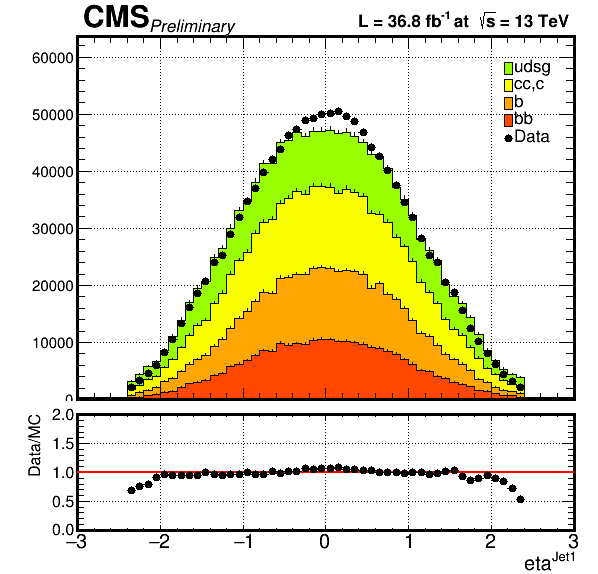 CMS Preliminary L = 36.8 fb⁻¹ at √s = 13 TeV
60000
50000
40000
30000
20000
10000
0
udsg
cc,c
b
bb
Data
Data/MC
2.0
1.5
1.0
0.5
0.0
−3 −2 −1 0 1 2 3
eta^Jet1